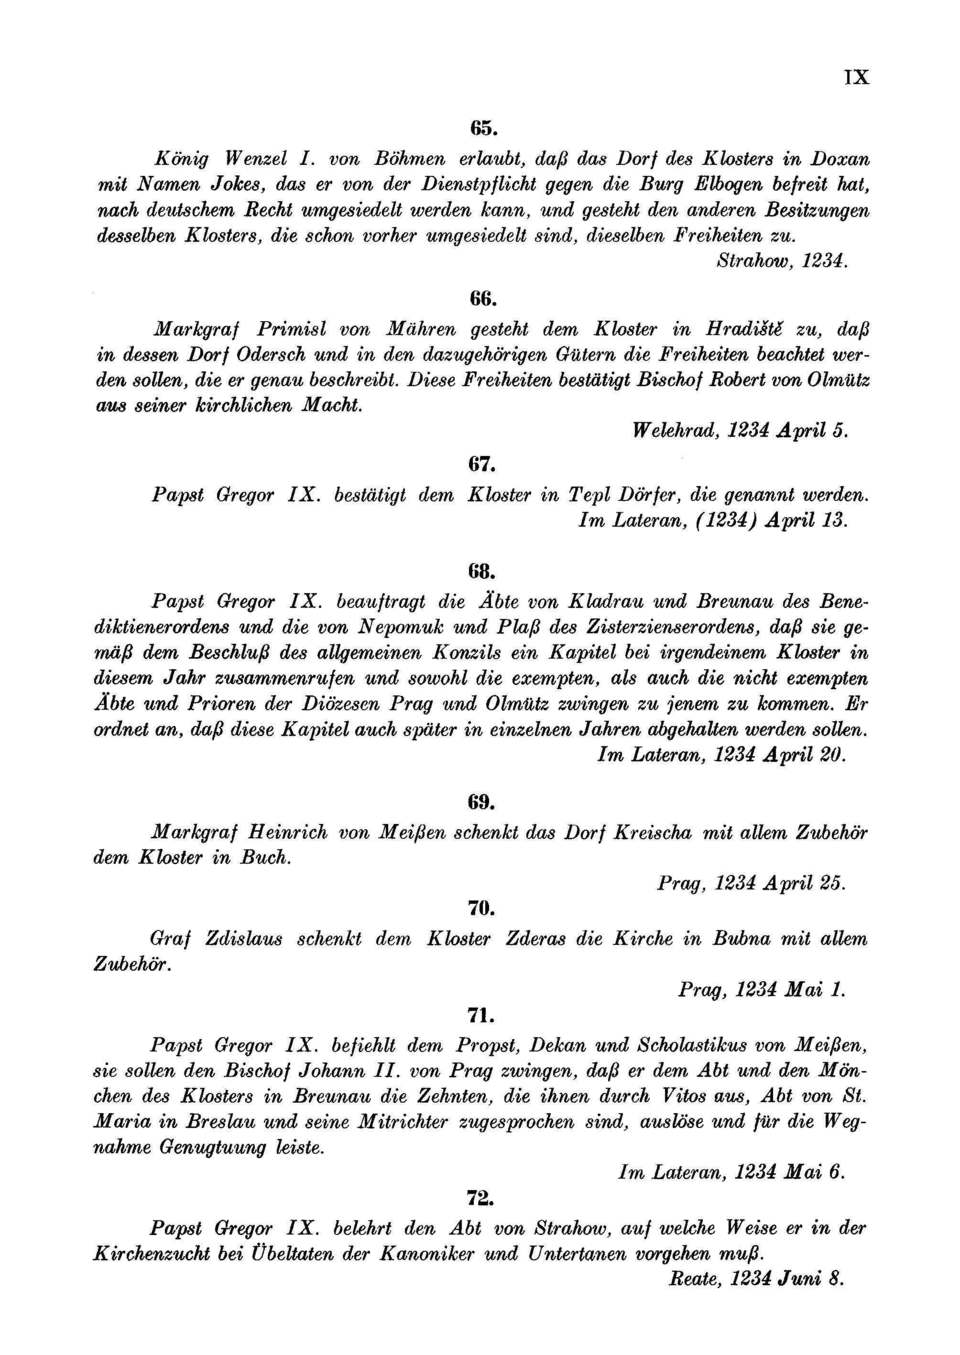 IX
65.
König Wenzel I. von Böhmen erlaubt, daß das Dorf des Klosters in Doxan
mit Namen Jokes, das er von der Dienstpflicht gegen die Burg Elbogen befreit hat,
nach deutschem Recht umgesiedelt werden kann, und gesteht den anderen Besitzungen
desselben Klosters, die schon vorher umgesiedelt sind, dieselben Freiheiten zu.
Strahow, 1234.
66.
Markgraf Primisl von Mähren gesteht dem Kloster in Hradiště zu, daß
in dessen Dorf Odersch und in den dazugehörigen Gütern die Freiheiten beachtet wer-
den sollen, die er genau beschreibt. Diese Freiheiten bestätigt Bischof Robert von Olmütz
aus seiner kirchlichen Macht.
Welehrad, 1234 April 5.
67.
Papst Gregor IX. bestätigt dem Kloster in Tepl Dörfer, die genannt werden.
Im Lateran, (1234) April 13.
68.
Papst Gregor IX. beauftragt die Äbte von Kladrau und Breunau des Bene-
diktienerordens und die von Nepomuk und Plaß des Zisterzienserordens, daß sie ge-
mäß dem Beschluß des allgemeinen Konzils ein Kapitel bei irgendeinem Kloster in
diesem Jahr zusammenrufen und sowohl die exempten, als auch die nicht exempten
Äbte und Prioren der Diözesen Prag und Olmütz zwingen zu jenem zu kommen. Er
ordnet an, daß diese Kapitel auch später in einzelnen Jahren abgehalten werden sollen.
Im Lateran, 1234 April 20.
69.
Markgraf Heinrich von Meißen schenkt das Dorf Kreischa mit allem Zubehör
dem Kloster in Buch.
Prag, 1234 April 25.
70.
Graf Zdislaus schenkt dem Kloster Zderas die Kirche in Bubna mit allem
Zubehör.
Prag, 1234 Mai 1.
71.
Papst Gregor IX. befiehlt dem Propst, Dekan und Scholastikus von Meißen,
sie sollen den Bischof Johann II. von Prag zwingen, daß er dem Abt und den Mön-
chen des Klosters in Breunau die Zehnten, die ihnen durch Vitos aus, Abt von St.
Maria in Breslau und seine Mitrichter zugesprochen sind, auslöse und für die Weg-
nahme Genugtuung leiste.
Im Lateran, 1234 Mai 6.
72.
Papst Gregor IX. belehrt den Abt von Strahow, auf welche Weise er in der
Kirchenzucht bei Übeltaten der Kanoniker und Untertanen vorgehen muß.
Reate, 1234 Juni 8.